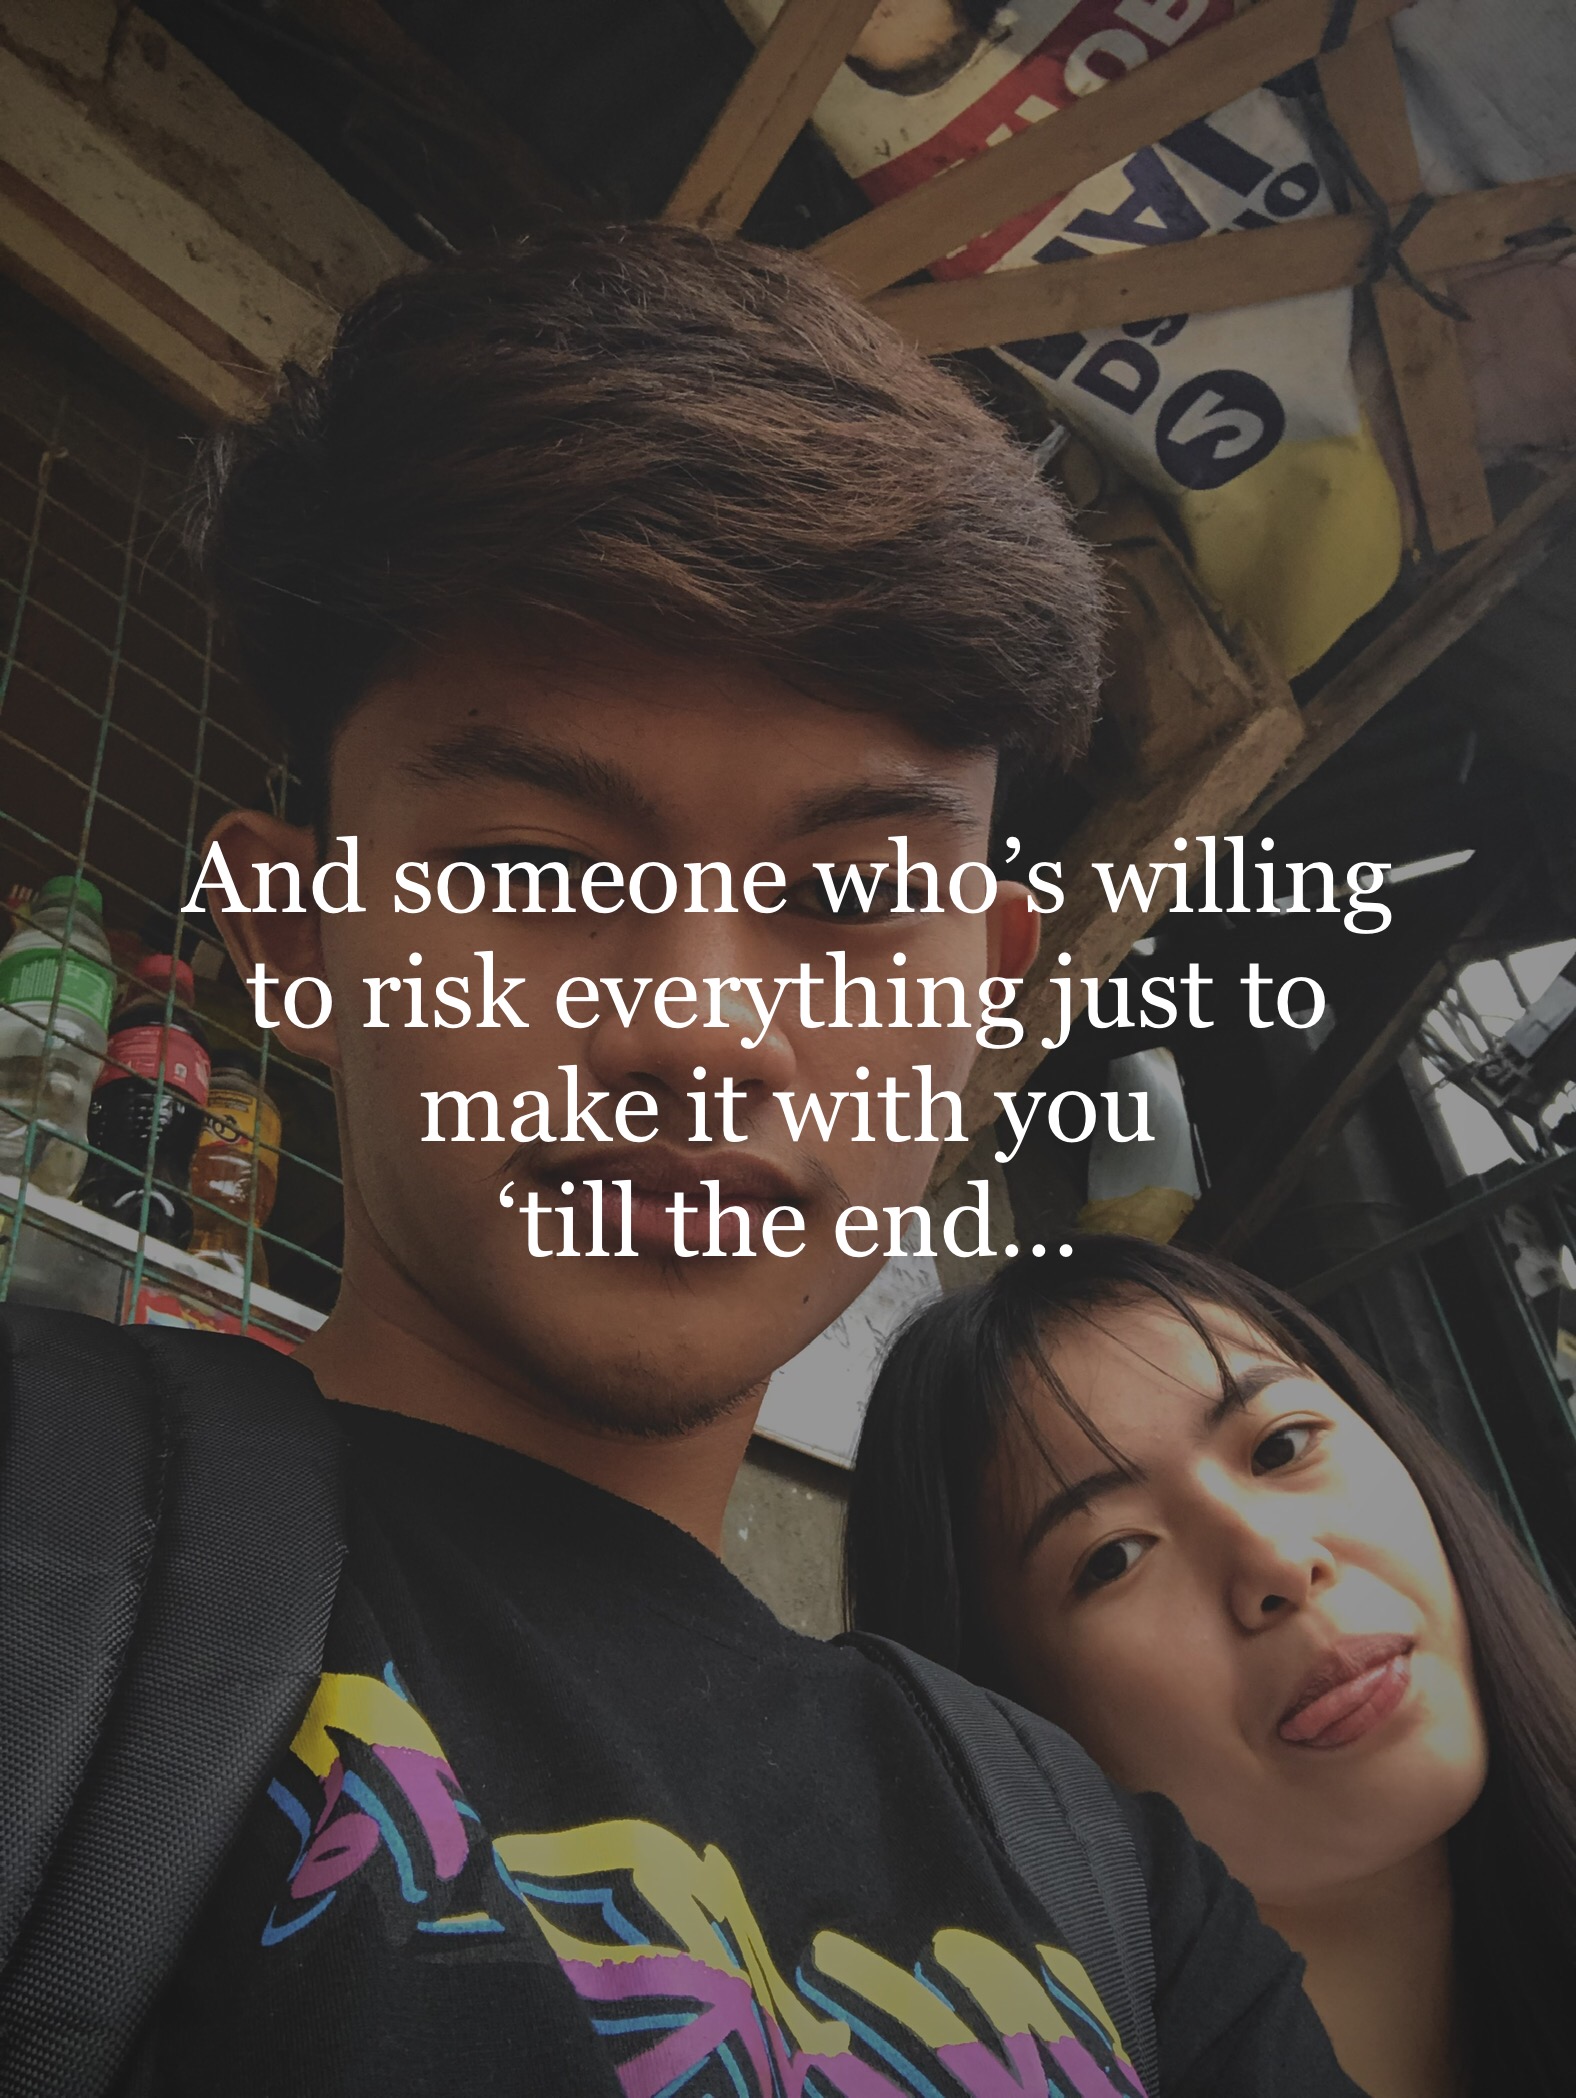 And someone who’s willing
to risk everything just to
make it with you
‘till the end...